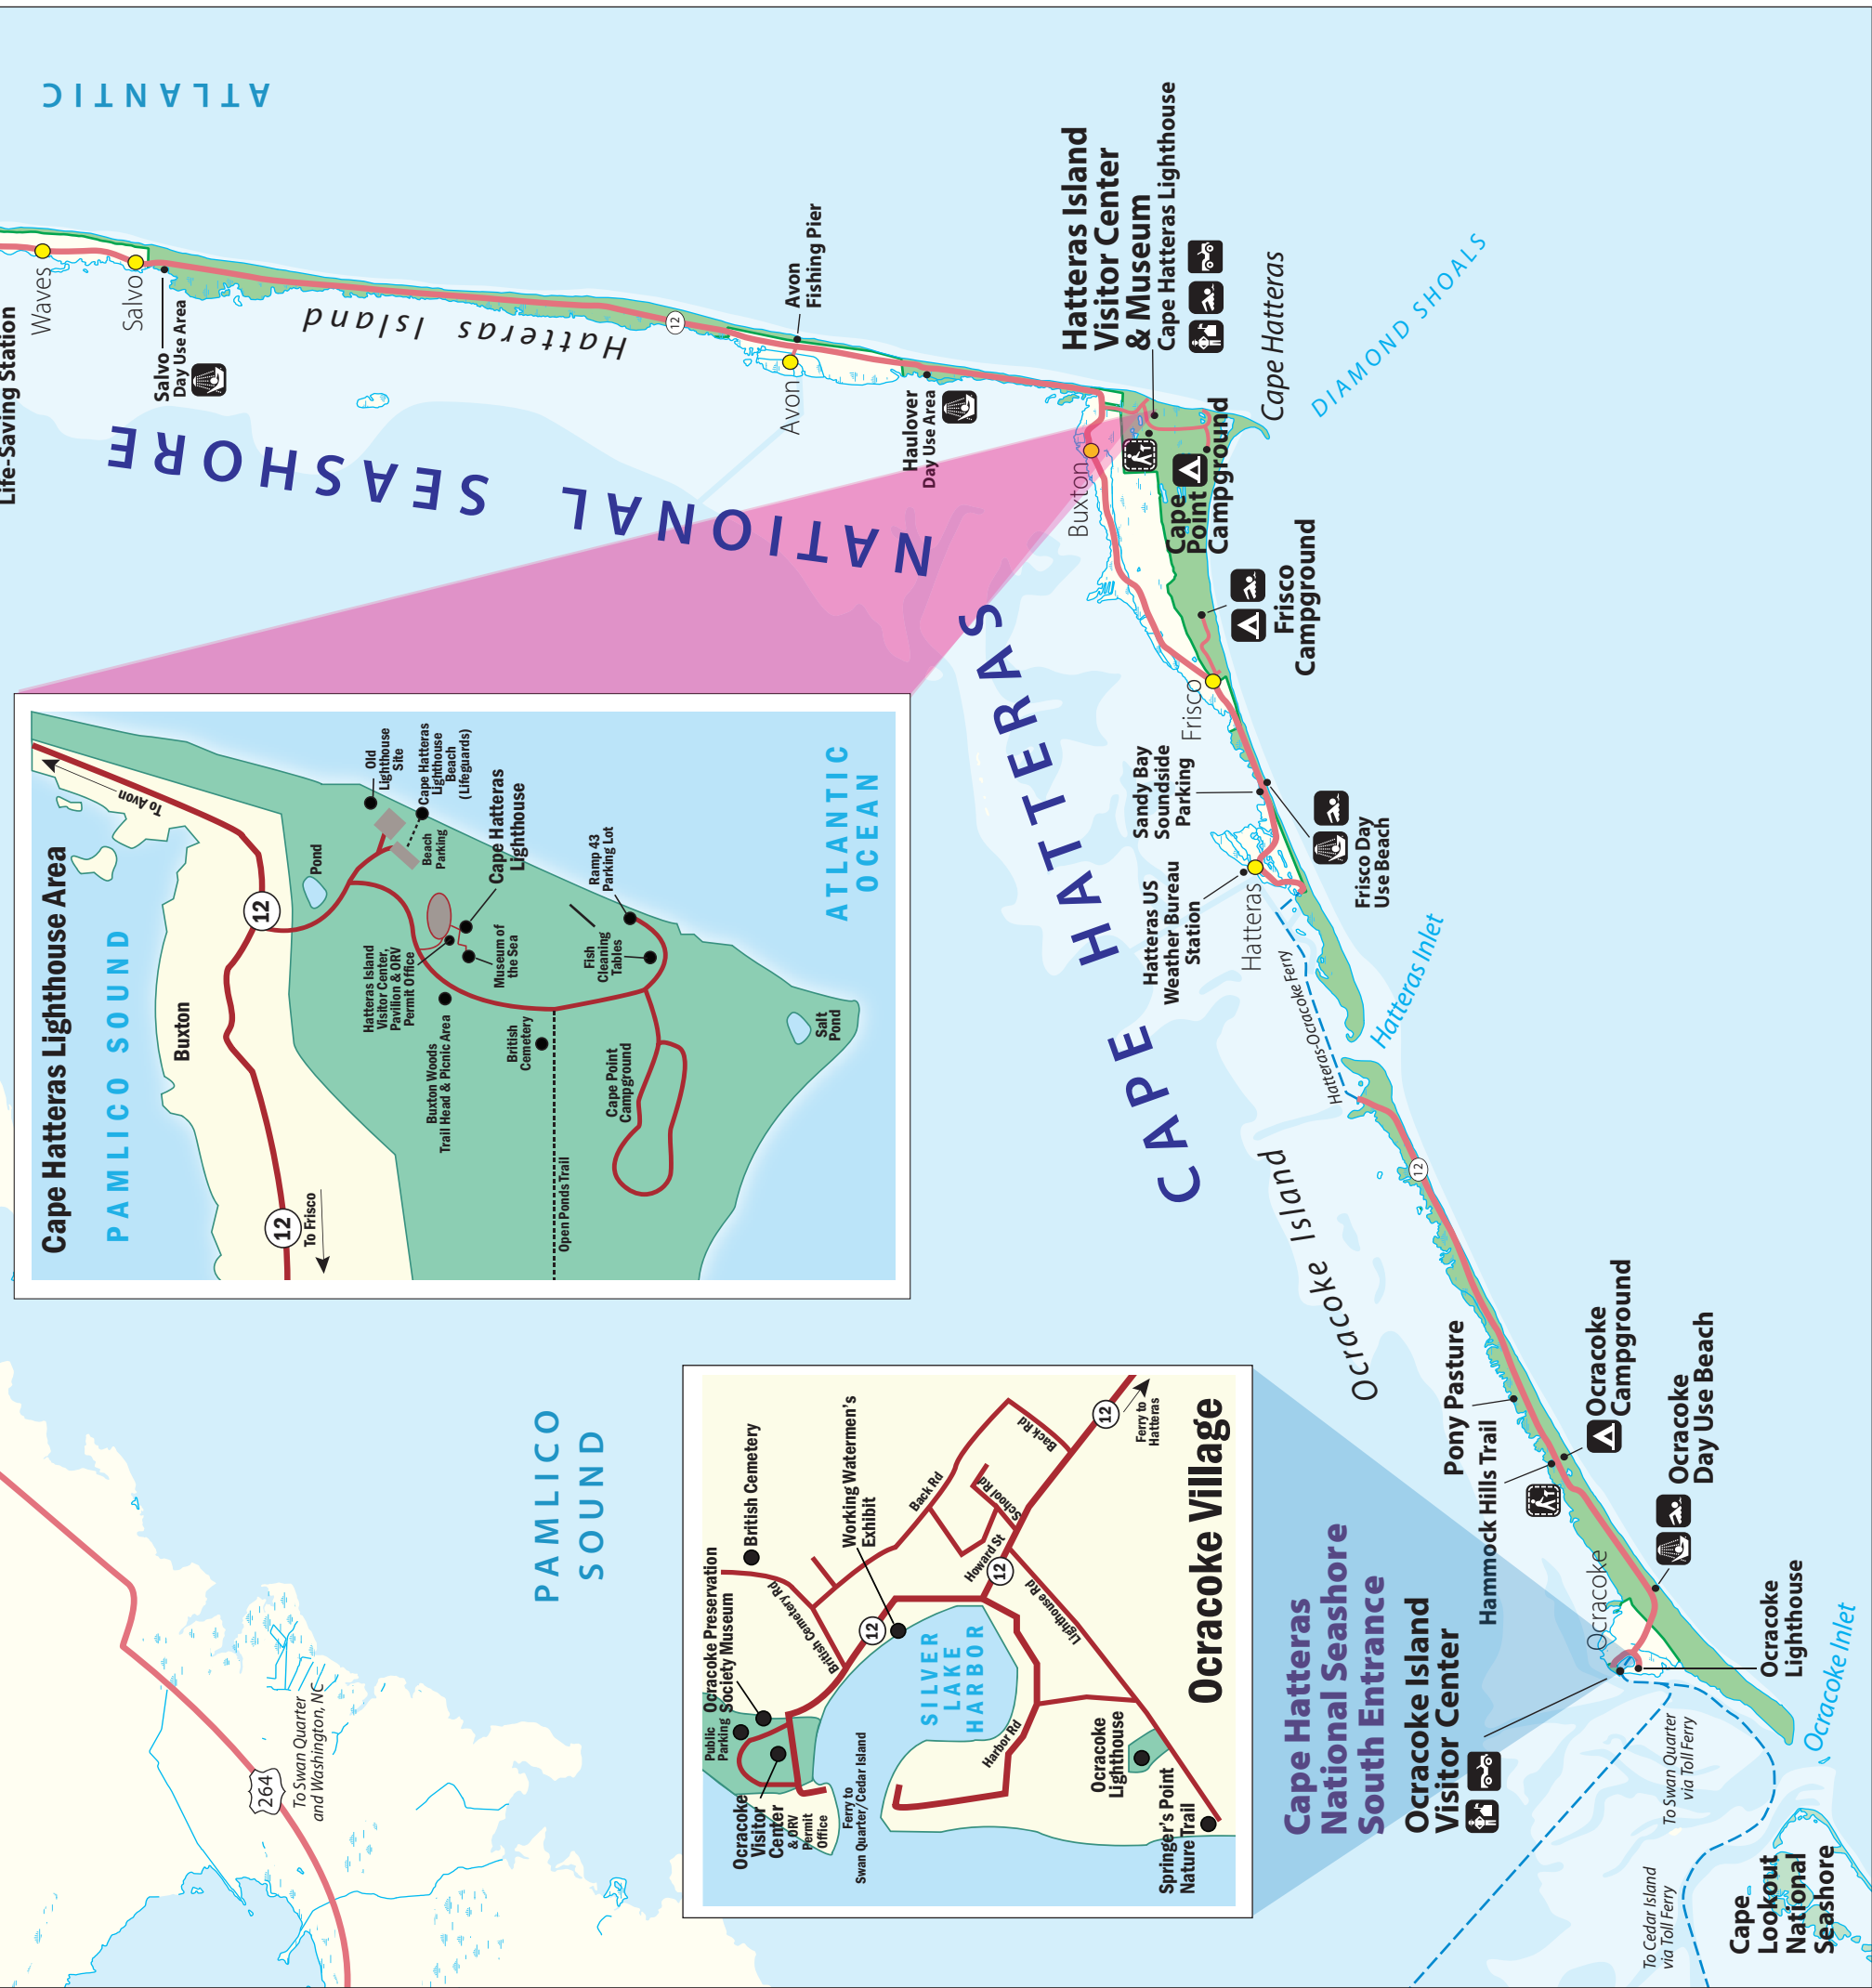 ATLANTIC
Life-Saving Station
Waves
Salvo
Salvo
Day Use Area
Hatteras Island
12
Avon
Avon
Fishing Pier
Haulover
Day Use Area
Hatteras Island
Visitor Center
& Museum
Cape Hatteras Lighthouse
Cape Hatteras
DIAMOND SHOALS
Buxton
Cape
Point
Campground
Frisco
Campground
Frisco
Sandy Bay
Soundside
Parking
Hatteras US
Weather Bureau
Station
Hatteras
Frisco Day
Use Beach
Hatteras Inlet
Hatteras-Ocracoke Ferry
CAPE HATTERAS
NATIONAL SEASHORE
Ocracoke Island
12
Pony Pasture
Hammock Hills Trail
Ocracoke
Campground
Ocracoke
Day Use Beach
Ocracoke
Ocracoke
Lighthouse
Ocracoke Inlet
Cape Hatteras
National Seashore
South Entrance
Ocracoke Island
Visitor Center
To Swan Quarter
via Toll Ferry
To Cedar Island
via Toll Ferry
Cape
Lookout
National
Seashore
PAMLICO
SOUND
264
To Swan Quarter
and Washington, NC
Cape Hatteras Lighthouse Area
PAMLICO SOUND
To Avon
Buxton
12
12
To Frisco
Pond
Old
Lighthouse
Site
Cape Hatteras
Lighthouse
Beach
(Lifeguards)
Beach
Parking
Cape Hatteras
Lighthouse
Hatteras Island
Visitor Center,
Pavilion & ORV
Permit Office
Museum of
the Sea
Buxton Woods
Trail Head & Picnic Area
British
Cemetery
Ramp 43
Parking Lot
Fish
Cleaning
Tables
Cape Point
Campground
Open Ponds Trail
Salt
Pond
ATLANTIC
OCEAN
Ocracoke Village
British Cemetery
Working Watermen's
Exhibit
Ocracoke Preservation
Society Museum
Public
Parking
British Cemetery Rd
Back Rd
Back Rd
School Rd
Howard St
12
12
12
Ferry to
Hatteras
Lighthouse Rd
SILVER
LAKE
HARBOR
Harbor Rd
Ocracoke
Visitor
Center
& ORV
Permit
Office
Ferry to
Swan Quarter/Cedar Island
Ocracoke
Lighthouse
Springer's Point
Nature Trail